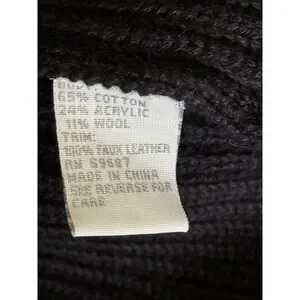 65% COTTON
24% ACRYLIC
11% WOOL
TRIM:
100% FAUX LEATHER
RN 59687
MADE IN CHINA
SEE REVERSE FOR
CARE